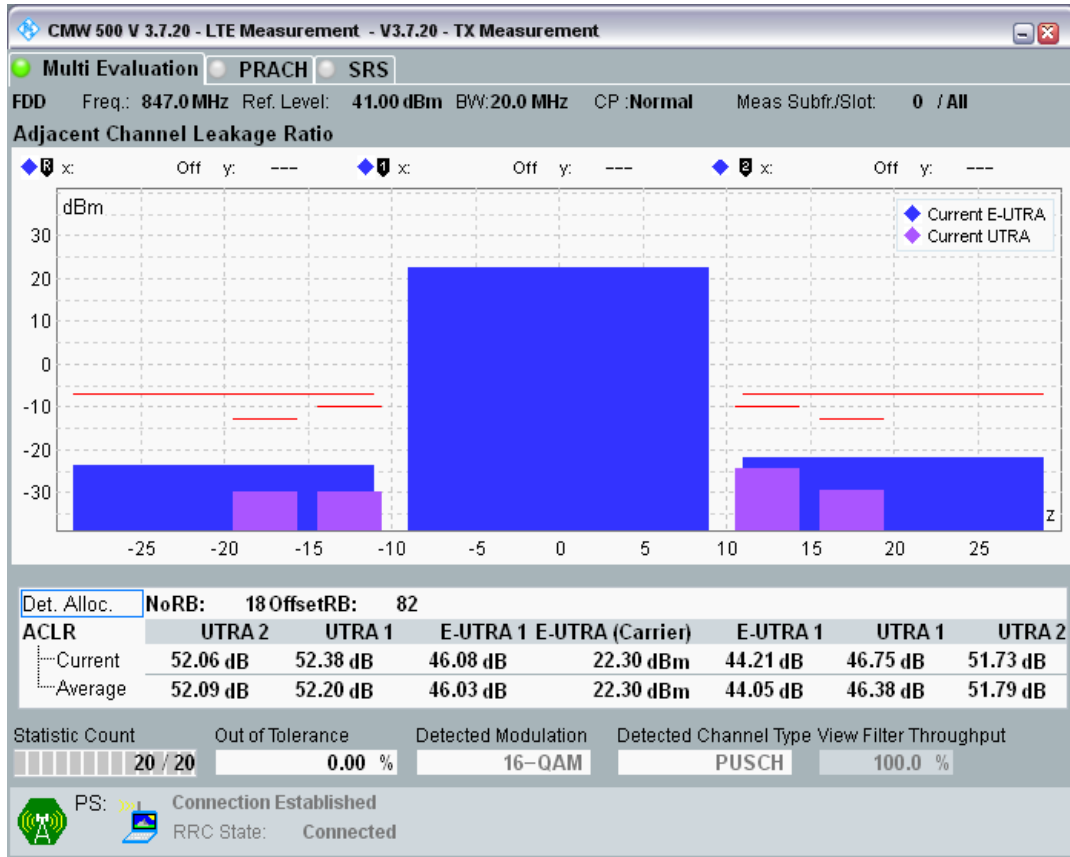 CMW 500 V 3.7.20 - LTE Measurement - V3.7.20 - TX Measurement
Multi Evaluation PRACH SRS
FDD Freq.: 847.0 MHz Ref. Level: 41.00 dBm BW: 20.0 MHz CP :Normal Meas Subfr./Slot: 0 / All
Adjacent Channel Leakage Ratio
R x: Off y: --- 1 x: Off y: --- 2 x: Off y: ---
dBm
Current E-UTRA
Current UTRA
30
20
10
0
-10
-20
-30
z
-25 -20 -15 -10 -5 0 5 10 15 20 25
Det. Alloc. NoRB: 18 OffsetRB: 82
ACLR UTRA 2 UTRA 1 E-UTRA 1 E-UTRA (Carrier) E-UTRA 1 UTRA 1 UTRA 2
Current 52.06 dB 52.38 dB 46.08 dB 22.30 dBm 44.21 dB 46.75 dB 51.73 dB
Average 52.09 dB 52.20 dB 46.03 dB 22.30 dBm 44.05 dB 46.38 dB 51.79 dB
Statistic Count Out of Tolerance Detected Modulation Detected Channel Type View Filter Throughput
20 / 20 0.00 % 16-QAM PUSCH 100.0 %
PS: Connection Established
RRC State: Connected